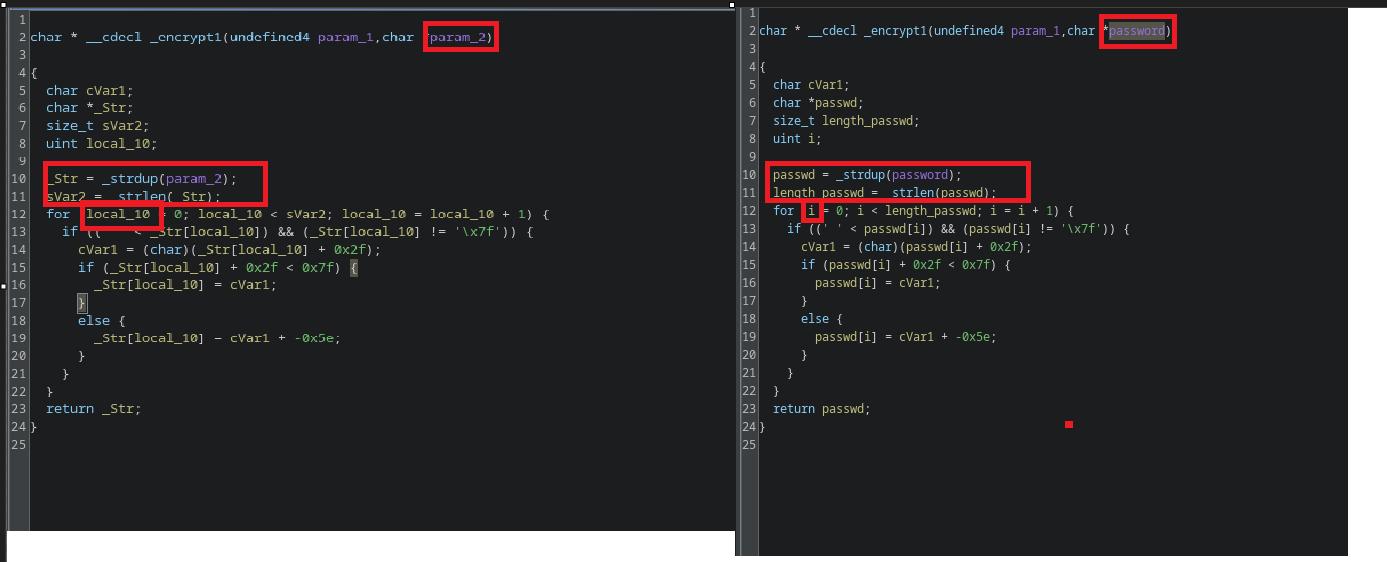 1
2 char * __cdecl _encrypt1(undefined4 param_1,char *param_2)
3
4 {
5 char cVar1;
6 char *_Str;
7 size_t sVar2;
8 uint local_10;
9
10 _Str = _strdup(param_2);
11 sVar2 = _strlen(_Str);
12 for local_10 = 0; local_10 < sVar2; local_10 = local_10 + 1) {
13 if (( < _Str[local_10]) && (_Str[local_10] != '\x7f')) {
14 cVar1 = (char)(_Str[local_10] + 0x2f);
15 if (_Str[local_10] + 0x2f < 0x7f) {
16 _Str[local_10] = cVar1;
17 }
18 else {
19 _Str[local_10] = cVar1 + -0x5e;
20 }
21 }
22 }
23 return _Str;
24 }
25
1
2 char * __cdecl _encrypt1(undefined4 param_1,char *password)
3
4 {
5 char cVar1;
6 char *passwd;
7 size_t length_passwd;
8 uint i;
9
10 passwd = _strdup(password);
11 length_passwd = _strlen(passwd);
12 for i = 0; i < length_passwd; i = i + 1) {
13 if ((' ' < passwd[i]) && (passwd[i] != '\x7f')) {
14 cVar1 = (char)(passwd[i] + 0x2f);
15 if (passwd[i] + 0x2f < 0x7f) {
16 passwd[i] = cVar1;
17 }
18 else {
19 passwd[i] = cVar1 + -0x5e;
20 }
21 }
22 }
23 return passwd;
24 }
25